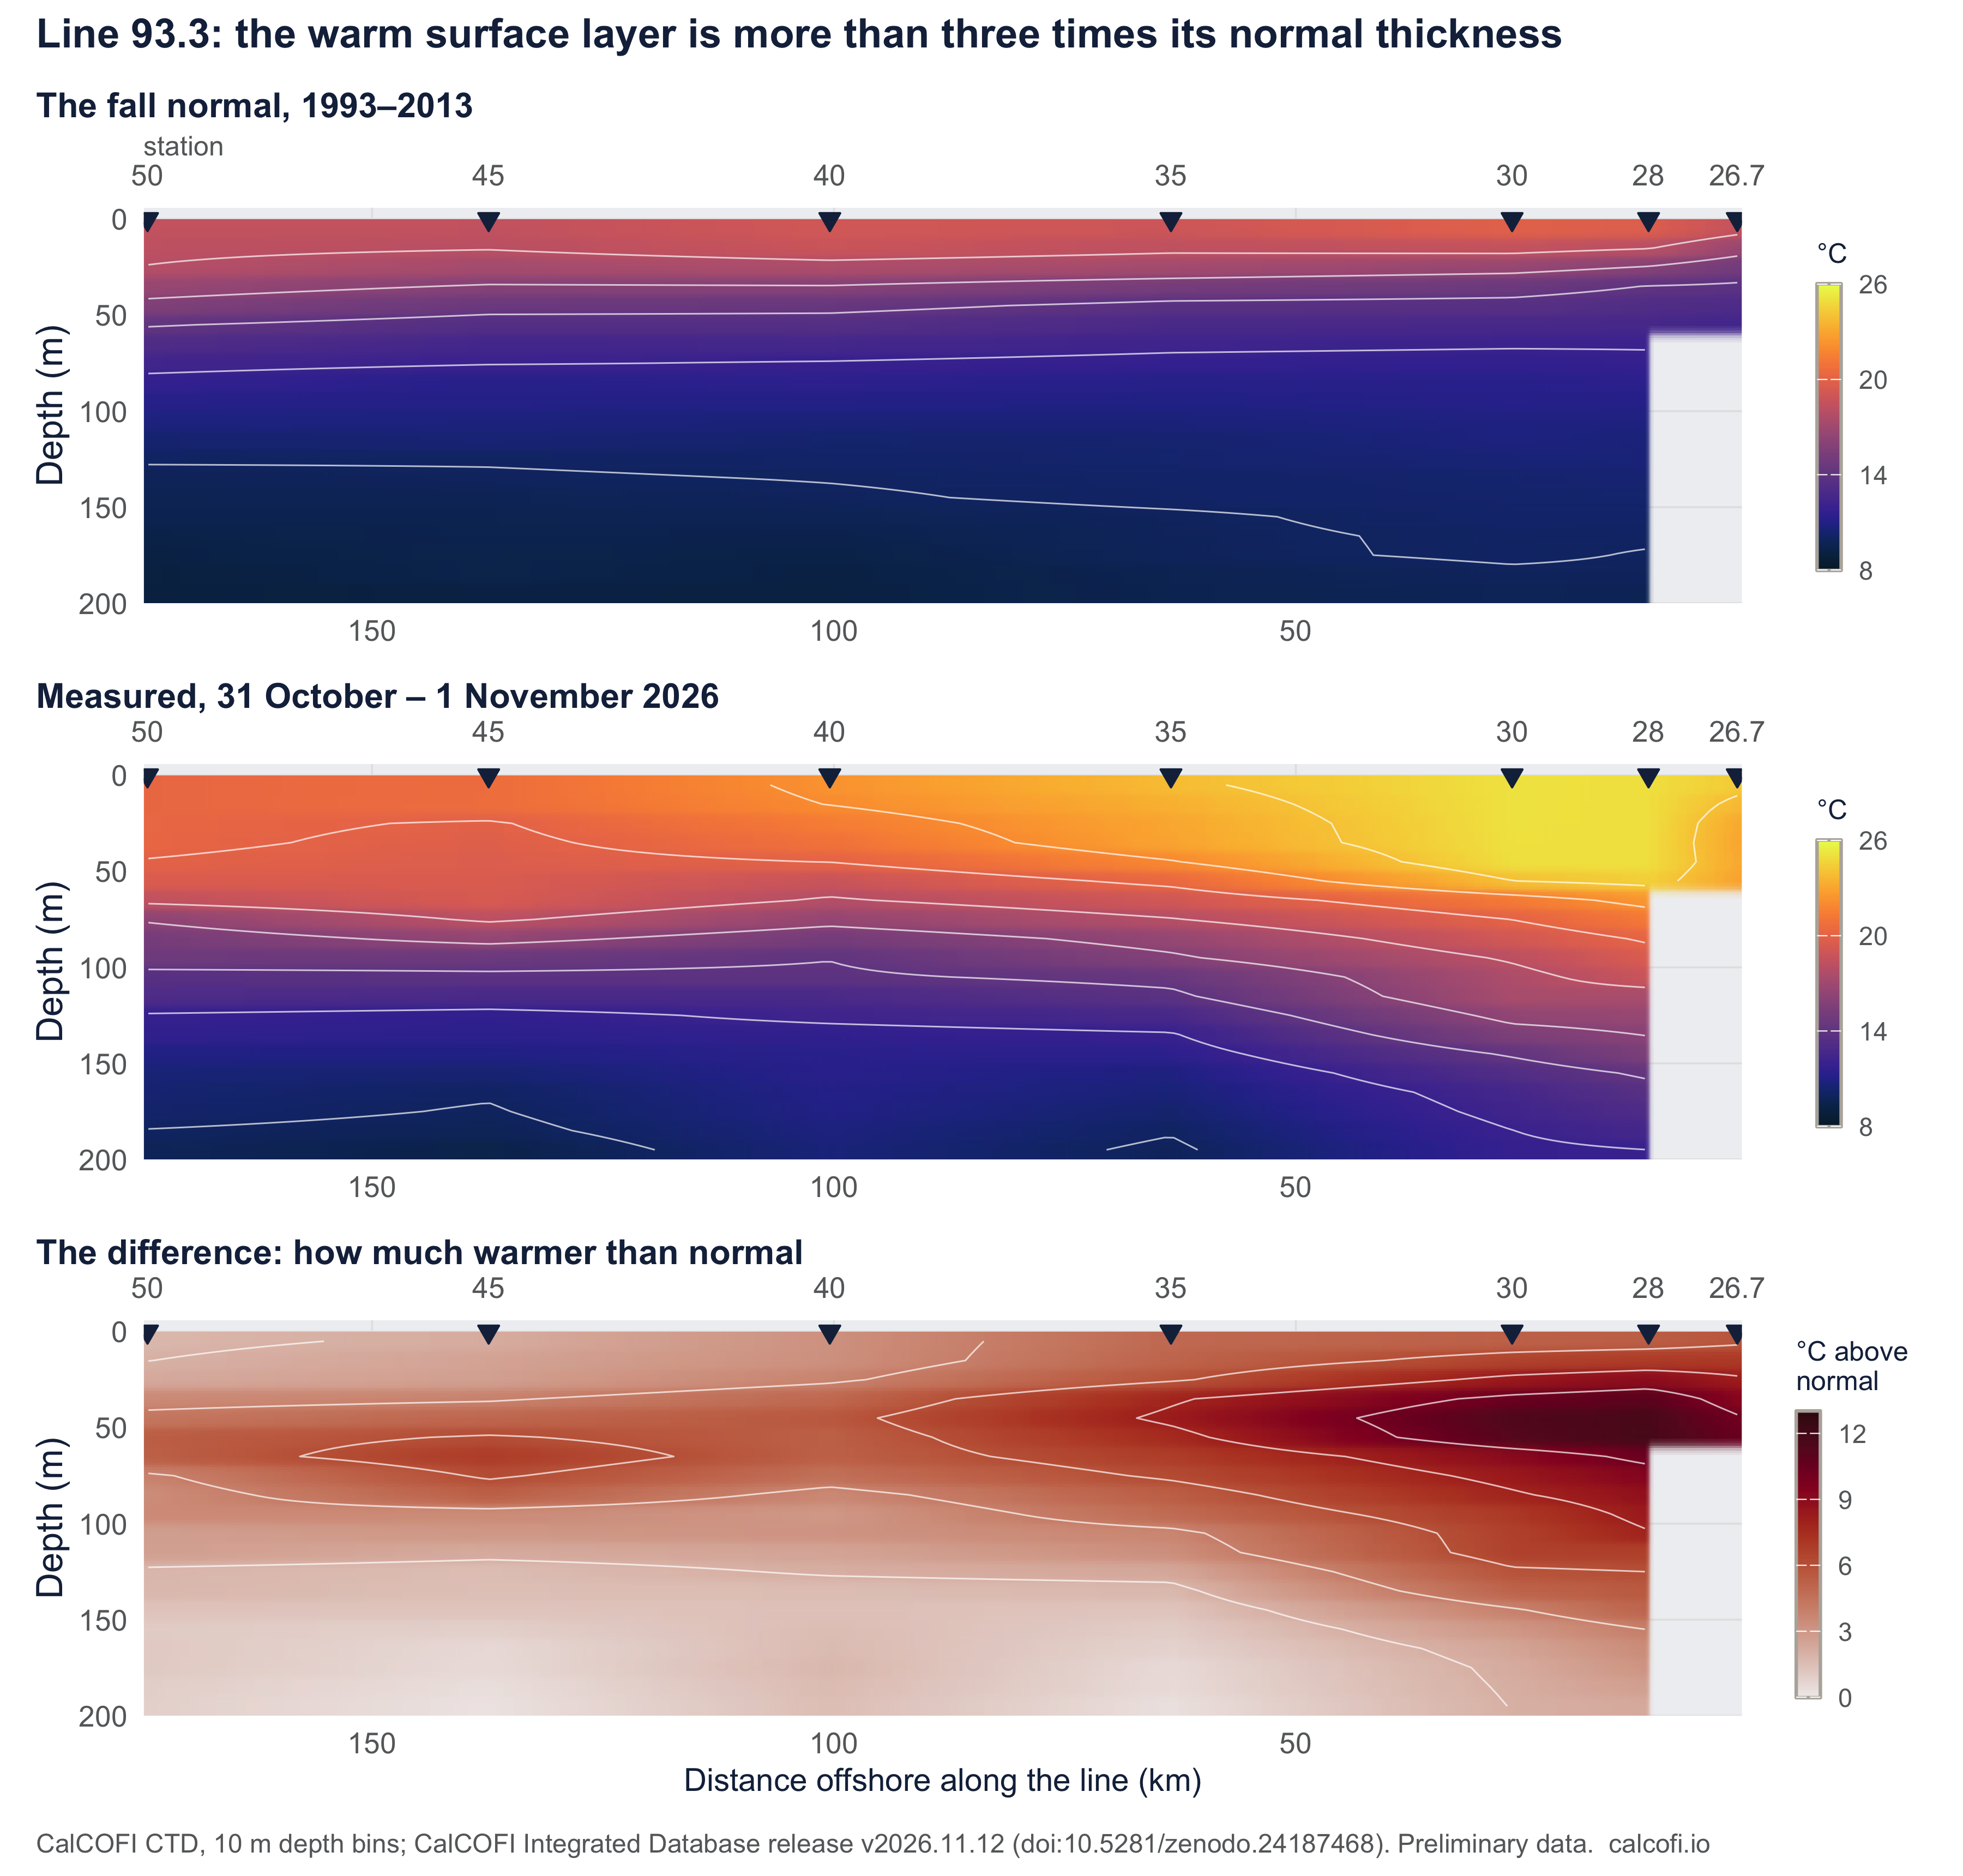 Line 93.3: the warm surface layer is more than three times its normal thickness
The fall normal, 1993–2013
station
50 45 40 35 30 28 26.7
0
50
100
150
200
Depth (m)
150 100 50
°C
26
20
14
8
Measured, 31 October – 1 November 2026
50 45 40 35 30 28 26.7
0
50
100
150
200
Depth (m)
150 100 50
°C
26
20
14
8
The difference: how much warmer than normal
50 45 40 35 30 28 26.7
0
50
100
150
200
Depth (m)
150 100 50
°C above
normal
12
9
6
3
0
Distance offshore along the line (km)
CalCOFI CTD, 10 m depth bins; CalCOFI Integrated Database release v2026.11.12 (doi:10.5281/zenodo.24187468). Preliminary data. calcofi.io